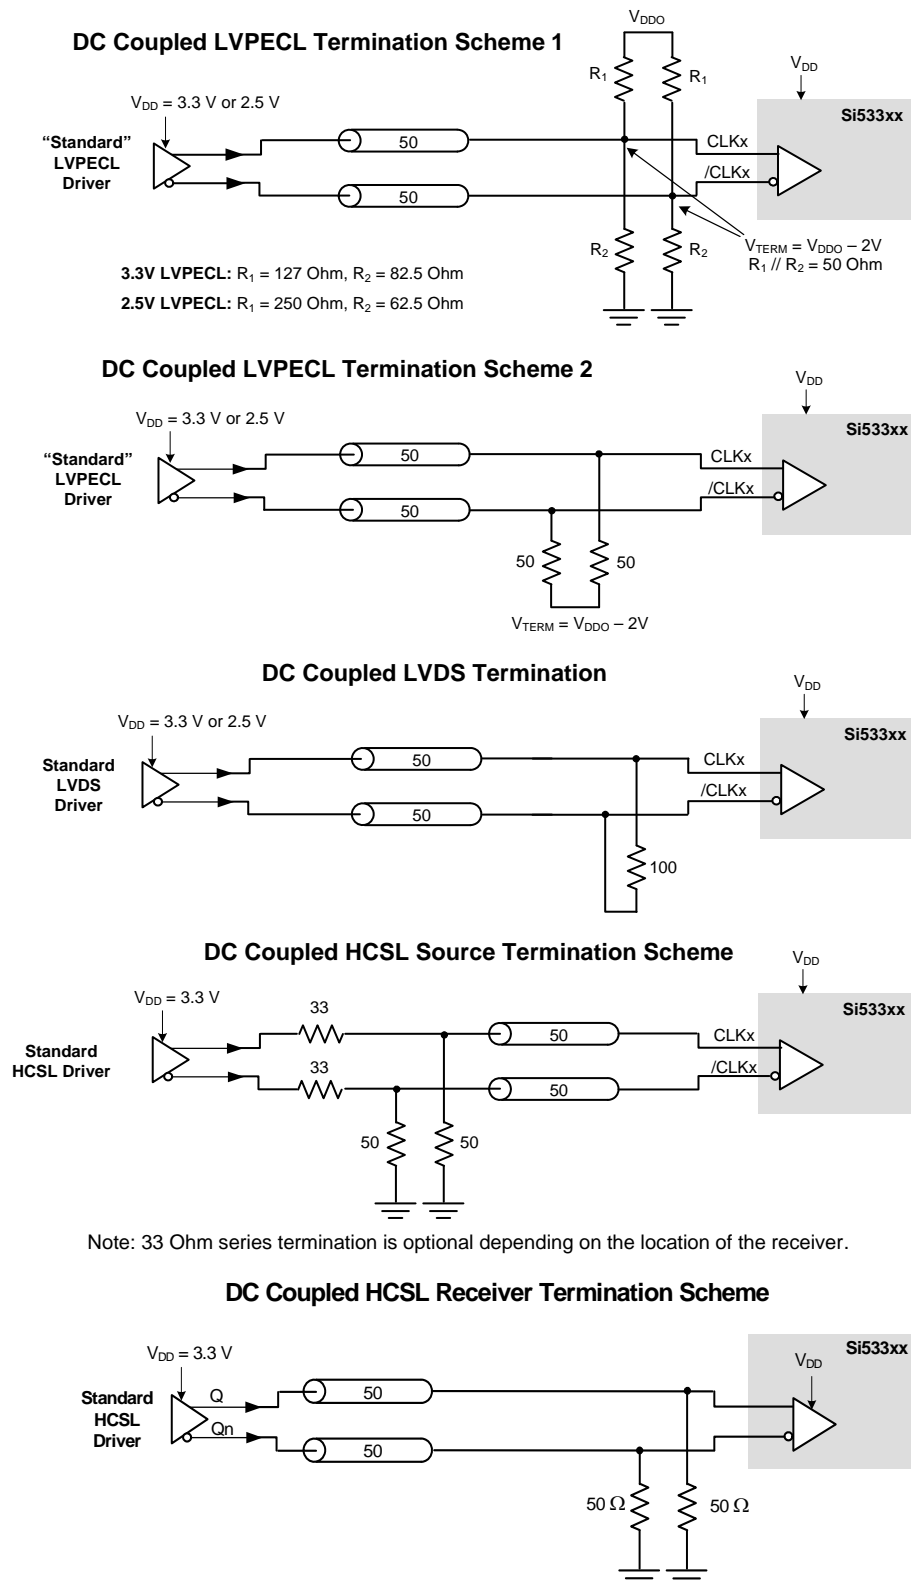 DC Coupled LVPECL Termination Scheme 1
VDDO
R1
R1
VDD
VDD = 3.3 V or 2.5 V
Si533xx
“Standard”
LVPECL
Driver
50
CLKx
50
/CLKx
R2
R2
VTERM = VDDO – 2V
R1 // R2 = 50 Ohm
3.3V LVPECL: R1 = 127 Ohm, R2 = 82.5 Ohm
2.5V LVPECL: R1 = 250 Ohm, R2 = 62.5 Ohm
DC Coupled LVPECL Termination Scheme 2
VDD
VDD = 3.3 V or 2.5 V
Si533xx
“Standard”
LVPECL
Driver
50
CLKx
50
/CLKx
50
50
VTERM = VDDO – 2V
DC Coupled LVDS Termination
VDD
VDD = 3.3 V or 2.5 V
Si533xx
Standard
LVDS
Driver
50
CLKx
50
/CLKx
100
DC Coupled HCSL Source Termination Scheme
VDD
VDD = 3.3 V
Si533xx
33
Standard
HCSL Driver
50
CLKx
33
50
/CLKx
50
50
Note: 33 Ohm series termination is optional depending on the location of the receiver.
DC Coupled HCSL Receiver Termination Scheme
Si533xx
VDD = 3.3 V
VDD
Standard
HCSL
Driver
Q
50
Qn
50
50 Ω
50 Ω